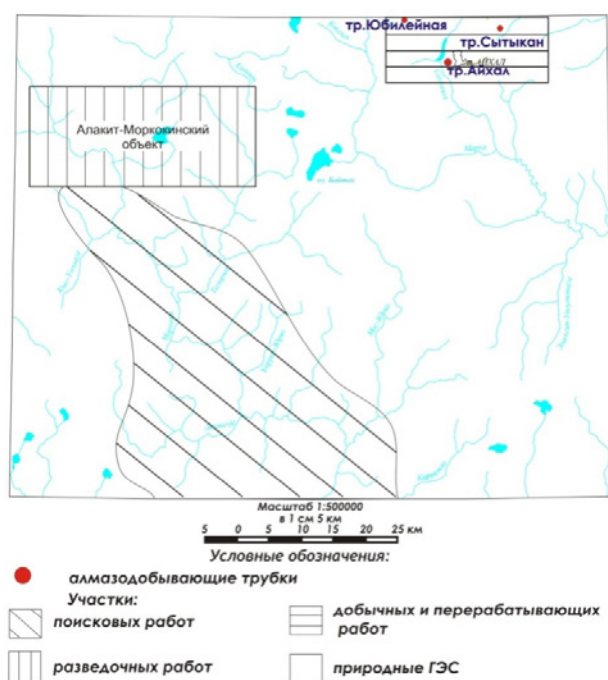 тр.Юбилейная
тр.Сытыкан
п. АЙХАЛ
тр.Айхал
Алакит-Моркокинский
объект
Масштаб 1:500000
в 1 см 5 км
5 0 5 10 15 20 25 км
Условные обозначения:
алмазодобывающие трубки
Участки:
поисковых работ
добычных и перерабатывающих
работ
разведочных работ
природные ГЭС